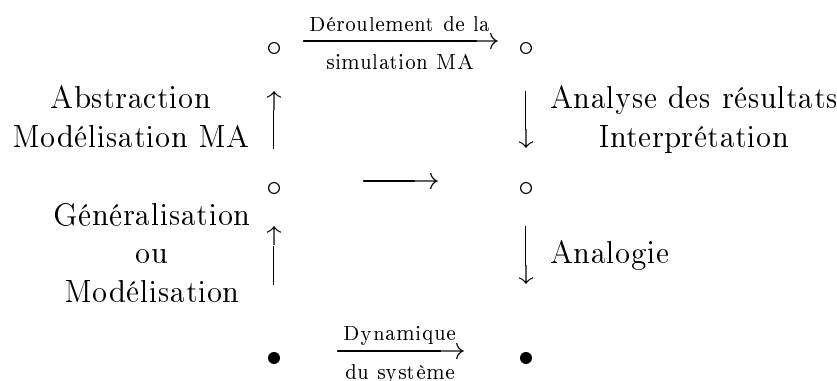 Déroulement de la
simulation MA
Abstraction
Modélisation MA
Analyse des résultats
Interprétation
Généralisation
ou
Modélisation
Analogie
Dynamique
du système